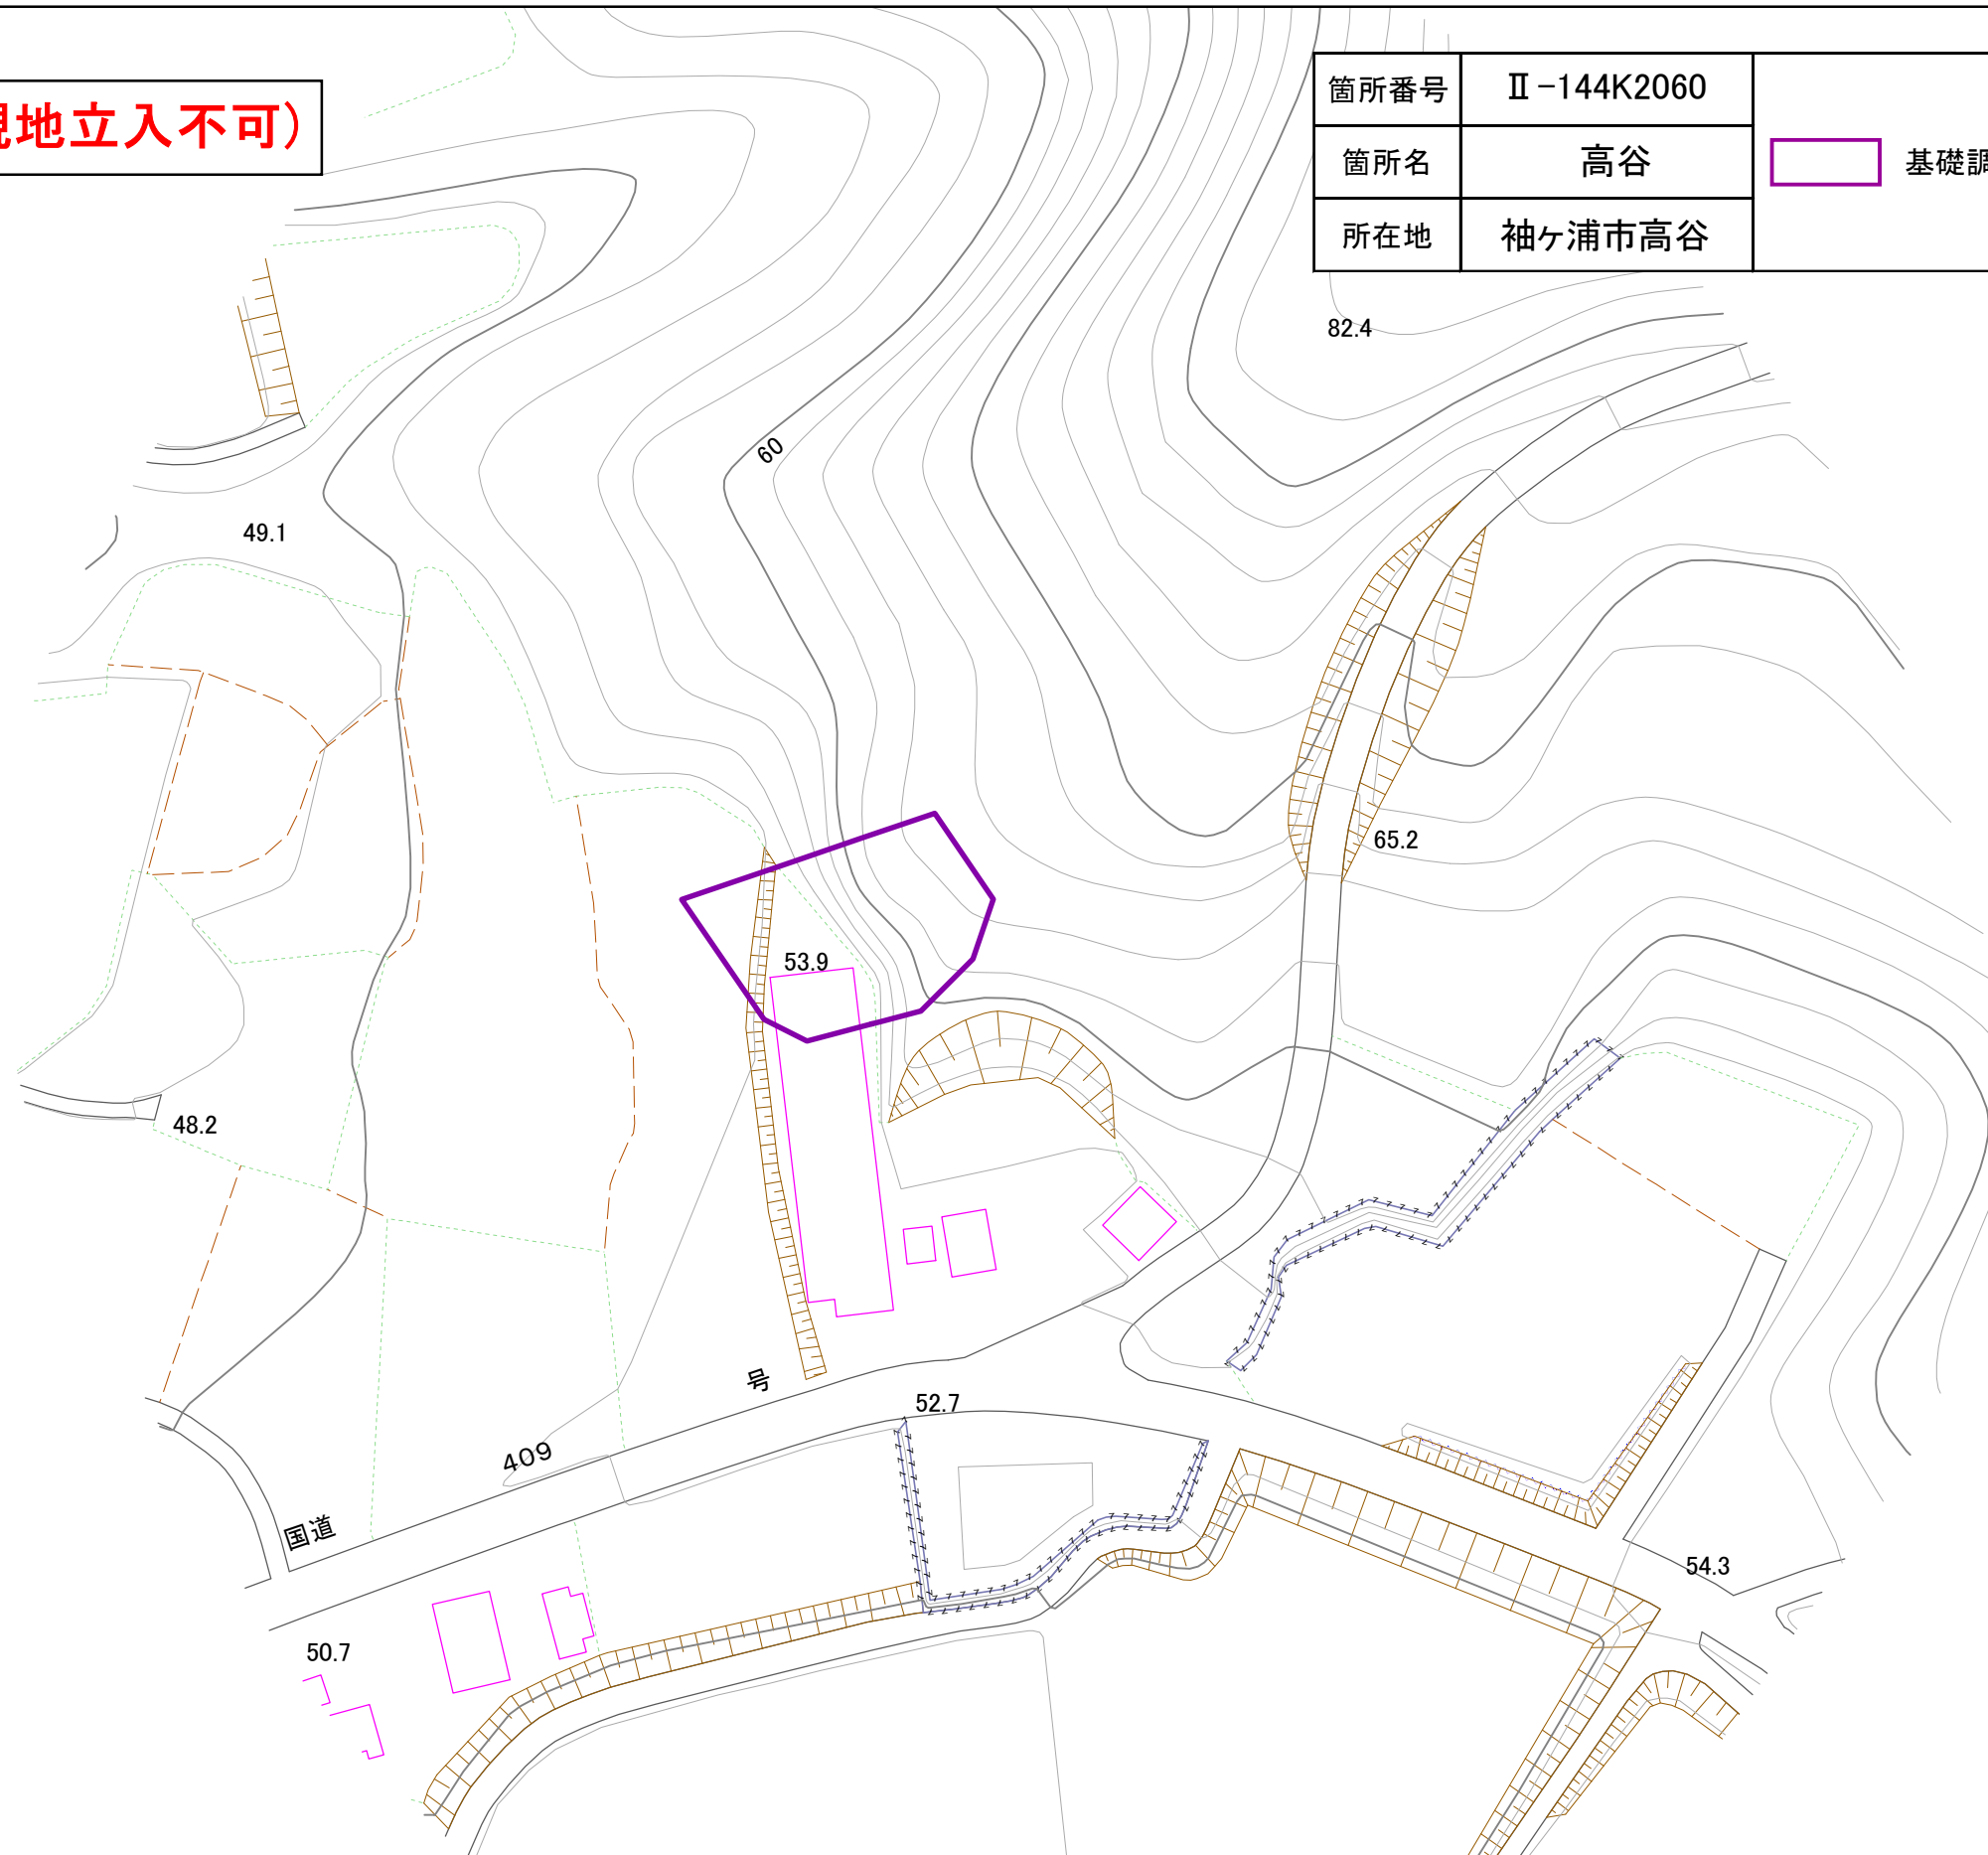 地立入不可）
箇所番号 Ⅱ-144K2060
箇所名 高谷
基礎調
所在地 袖ヶ浦市高谷
82.4
60
49.1
65.2
53.9
48.2
号
52.7
409
国道
54.3
50.7